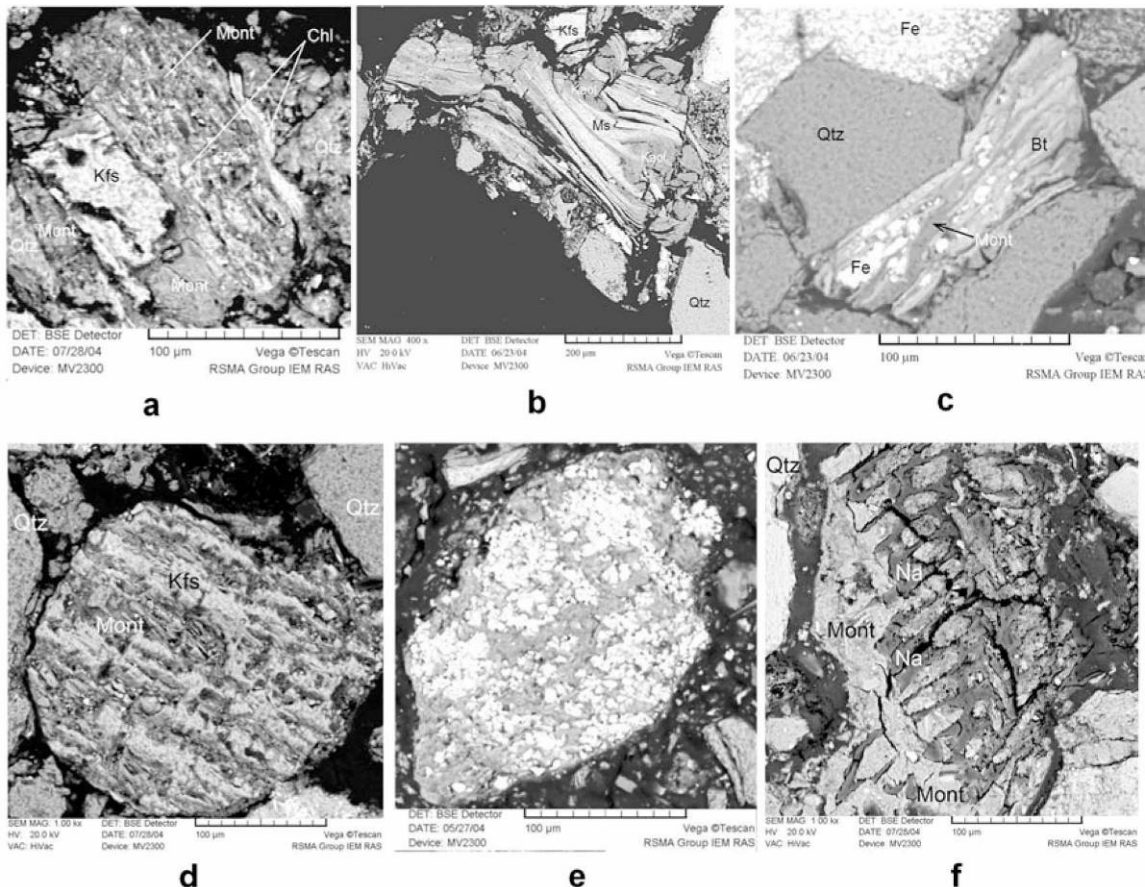 Mont
Chl
Kfs
Qtz
Mont
Qtz
Mont
DET: BSE Detector
DATE: 07/28/04
Device: MV2300
100 µm
Vega ©Tescan
RSMA Group IEM RAS
a
Kfs
Ms
Qtz
SEM MAG 400 x
HV 20.0 kV
VAC HiVac
DET BSE Detector
DATE 06/23/04
Device MV2300
200 µm
Vega ©Tescan
RSMA Group IEM RAS
b
Fe
Qtz
Bt
Mont
Fe
DET: BSE Detector
DATE: 06/23/04
Device: MV2300
100 µm
Vega ©Tescan
RSMA Group IEM RAS
c
Qtz
Qtz
Kfs
Mont
SEM MAG: 1.00 kx
HV: 20.0 kV
VAC: HiVac
DET: BSE Detector
DATE: 07/28/04
Device: MV2300
100 µm
Vega ©Tescan
RSMA Group IEM RAS
d
DET: BSE Detector
DATE: 05/27/04
Device: MV2300
100 µm
Vega ©Tescan
RSMA Group IEM RAS
e
Qtz
Na
Mont
Na
Mont
SEM MAG: 1.00 kx
HV: 20.0 kV
VAC: HiVac
DET: BSE Detector
DATE: 07/28/04
Device: MV2300
100 µm
Vega ©Tescan
RSMA Group IEM RAS
f